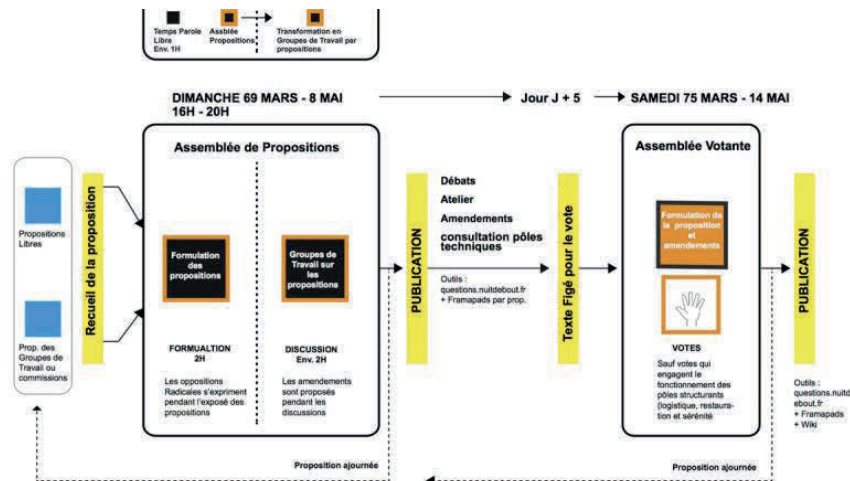 Temps Parole
Libre
Env. 1H
Asablée
Propositions
Transformation en
Groupes de Travail par
propositions
DIMANCHE 69 MARS - 8 MAI
16H - 20H
Jour J + 5
SAMEDI 75 MARS - 14 MAI
Assemblée de Propositions
Assemblée Votante
Propositions
Libres
Prop. des
Groupes de
Travail ou
commissions
Recueil de la proposition
Formulation
des
propositions
FORMUALTION
2H
Les oppositions
Radicales s'expriment
pendant l'exposé des
propositions
Groupes de
Travail sur
les
propositions
DISCUSSION
Env. 2H
Les amendements
sont proposés
pendant les
discussions
PUBLICATION
Débats
Atelier
Amendements
consultation pôles
techniques
Outils :
questions.nuitdebout.fr
+ Framapads par prop.
Texte Figé pour le vote
Formulation de
la proposition
et
amendements
VOTES
Sauf votes qui
engagent le
fonctionnement des
pôles structurants
(logistique, restaura-
tion et sérénité
PUBLICATION
Outils :
questions.nuitd
ebout.fr
+ Framapads
+ Wiki
Proposition ajournée
Proposition ajournée